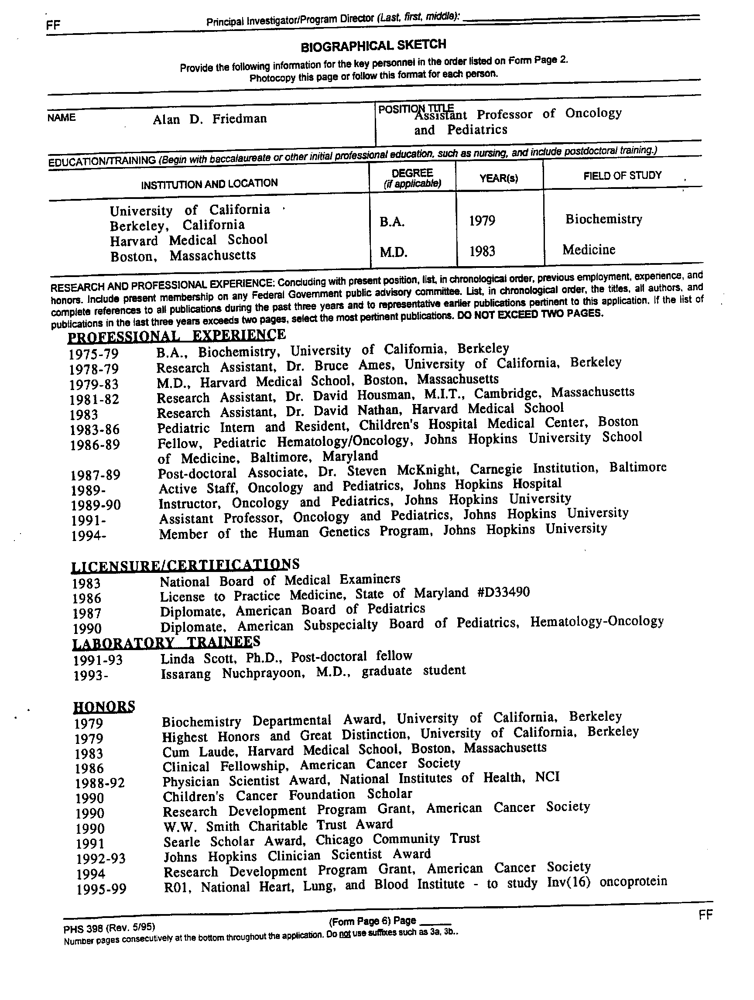 FF
Principal Investigator/Program Director (Last, first, middle):
BIOGRAPHICAL SKETCH
Provide the following information for the key personnel in the order listed on Form Page 2.
Photocopy this page or follow this format for each person.
NAME
Alan D. Friedman
POSITION TITLE
Assistant Professor of Oncology
and Pediatrics
EDUCATION/TRAINING (Begin with baccalaureate or other initial professional education, such as nursing, and include postdoctoral training.)
INSTITUTION AND LOCATION
DEGREE
(if applicable)
YEAR(s)
FIELD OF STUDY
University of California
Berkeley, California B.A. 1979 Biochemistry
Harvard Medical School
Boston, Massachusetts M.D. 1983 Medicine
RESEARCH AND PROFESSIONAL EXPERIENCE: Concluding with present position, list, in chronological order, previous employment, experience, and
honors. Include present membership on any Federal Government public advisory committee. List, in chronological order, the titles, all authors, and
complete references to all publications during the past three years and to representative earlier publications pertinent to this application. If the list of
publications in the last three years exceeds two pages, select the most pertinent publications. DO NOT EXCEED TWO PAGES.
PROFESSIONAL EXPERIENCE
1975-79 B.A., Biochemistry, University of California, Berkeley
1978-79 Research Assistant, Dr. Bruce Ames, University of California, Berkeley
1979-83 M.D., Harvard Medical School, Boston, Massachusetts
1981-82 Research Assistant, Dr. David Housman, M.I.T., Cambridge, Massachusetts
1983 Research Assistant, Dr. David Nathan, Harvard Medical School
1983-86 Pediatric Intern and Resident, Children's Hospital Medical Center, Boston
1986-89 Fellow, Pediatric Hematology/Oncology, Johns Hopkins University School
of Medicine, Baltimore, Maryland
1987-89 Post-doctoral Associate, Dr. Steven McKnight, Carnegie Institution, Baltimore
1989- Active Staff, Oncology and Pediatrics, Johns Hopkins Hospital
1989-90 Instructor, Oncology and Pediatrics, Johns Hopkins University
1991- Assistant Professor, Oncology and Pediatrics, Johns Hopkins University
1994- Member of the Human Genetics Program, Johns Hopkins University
LICENSURE/CERTIFICATIONS
1983 National Board of Medical Examiners
1986 License to Practice Medicine, State of Maryland #D33490
1987 Diplomate, American Board of Pediatrics
1990 Diplomate, American Subspecialty Board of Pediatrics, Hematology-Oncology
LABORATORY TRAINEES
1991-93 Linda Scott, Ph.D., Post-doctoral fellow
1993- Issarang Nuchprayoon, M.D., graduate student
HONORS
1979 Biochemistry Departmental Award, University of California, Berkeley
1979 Highest Honors and Great Distinction, University of California, Berkeley
1983 Cum Laude, Harvard Medical School, Boston, Massachusetts
1986 Clinical Fellowship, American Cancer Society
1988-92 Physician Scientist Award, National Institutes of Health, NCI
1990 Children's Cancer Foundation Scholar
1990 Research Development Program Grant, American Cancer Society
1990 W.W. Smith Charitable Trust Award
1991 Searle Scholar Award, Chicago Community Trust
1992-93 Johns Hopkins Clinician Scientist Award
1994 Research Development Program Grant, American Cancer Society
1995-99 R01, National Heart, Lung, and Blood Institute - to study Inv(16) oncoprotein
PHS 398 (Rev. 5/95) (Form Page 6) Page FF
Number pages consecutively at the bottom throughout the application. Do not use suffixes such as 3a, 3b..